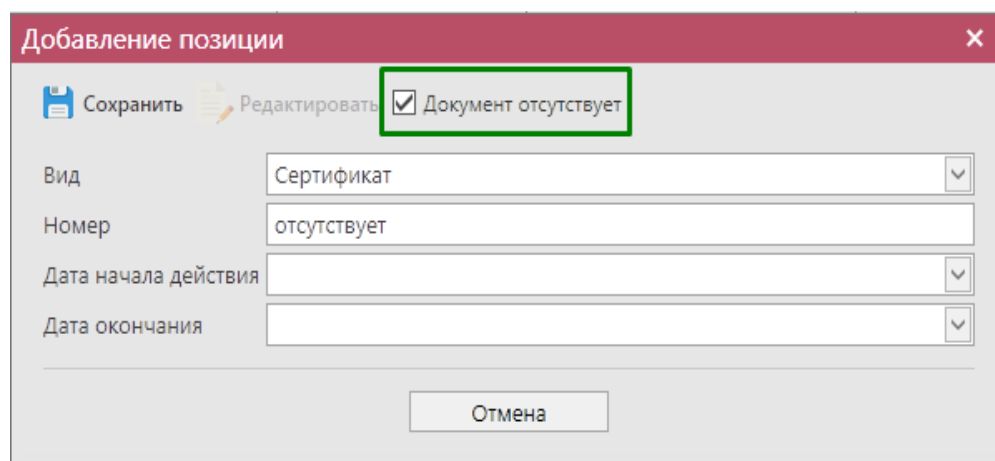 Добавление позиции
Сохранить Редактировать Документ отсутствует
Вид Сертификат
Номер отсутствует
Дата начала действия
Дата окончания
Отмена